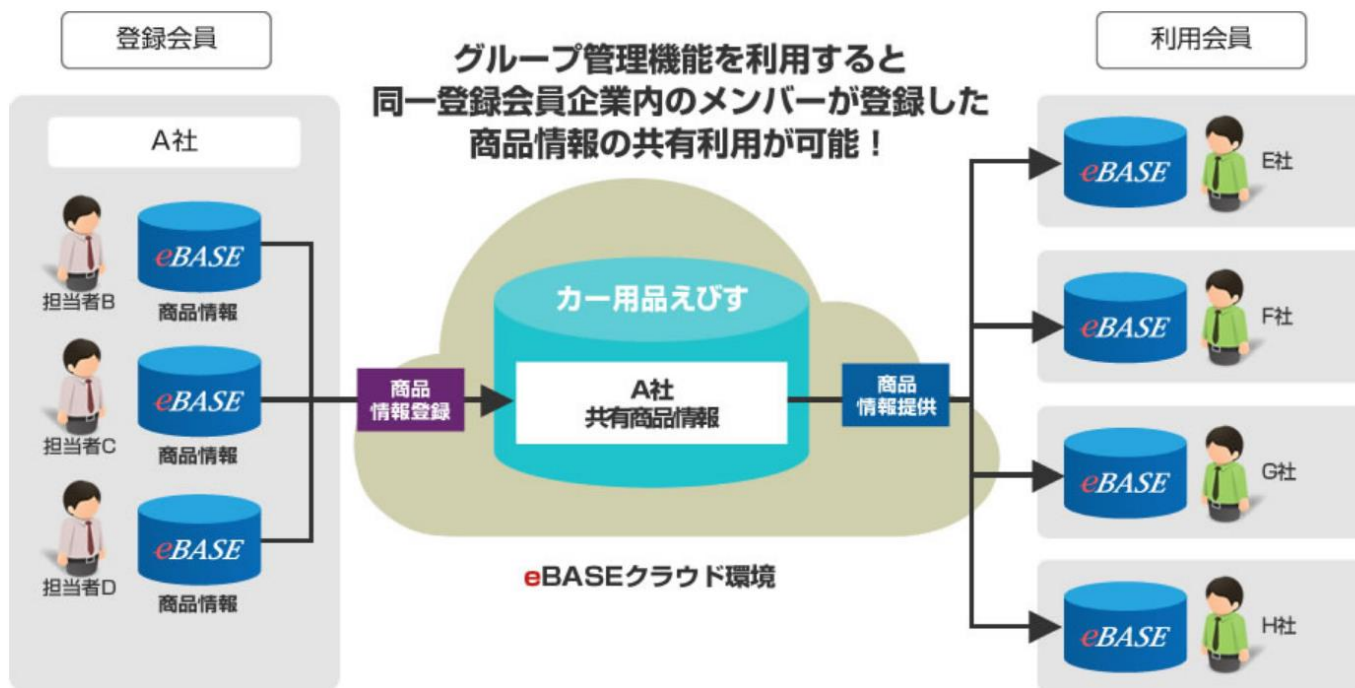 登録会員
グループ管理機能を利用すると
同一登録会員企業内のメンバーが登録した
商品情報の共有利用が可能！
利用会員
A社
eBASE
担当者B
商品情報
eBASE
担当者C
商品情報
eBASE
担当者D
商品情報
商品
情報登録
カー用品えびす
A社
共有商品情報
商品
情報提供
eBASEクラウド環境
eBASE
E社
eBASE
F社
eBASE
G社
eBASE
H社